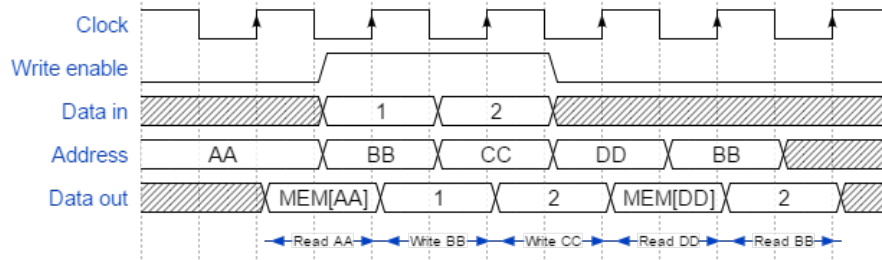 Clock
Write enable
Data in 1 2
Address AA BB CC DD BB
Data out MEM[AA] 1 2 MEM[DD] 2
Read AA Write BB Write CC Read DD Read BB